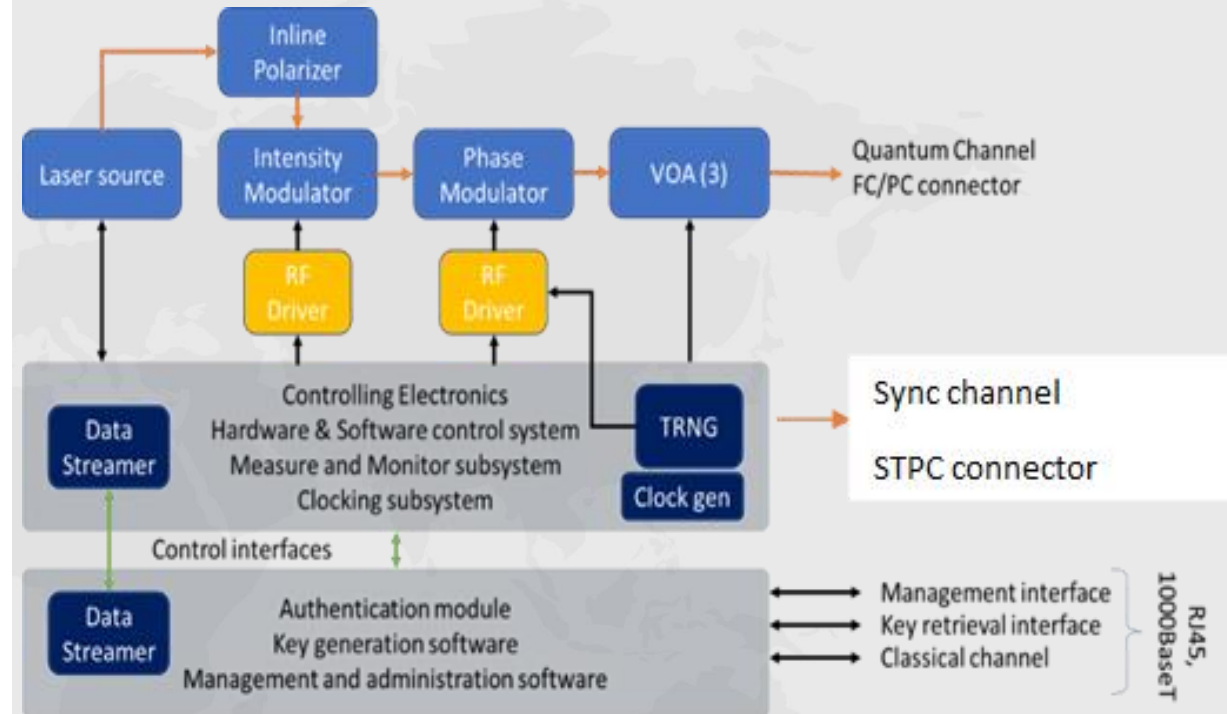 Inline
Polarizer
Laser source
Intensity
Modulator
Phase
Modulator
VOA (3)
Quantum Channel
FC/PC connector
RF
Driver
RF
Driver
Controlling Electronics
Hardware & Software control system
Measure and Monitor subsystem
Clocking subsystem
Data
Streamer
TRNG
Clock gen
Sync channel
STPC connector
Control interfaces
Data
Streamer
Authentication module
Key generation software
Management and administration software
Management interface
Key retrieval interface
Classical channel
RJ45,
1000BaseT